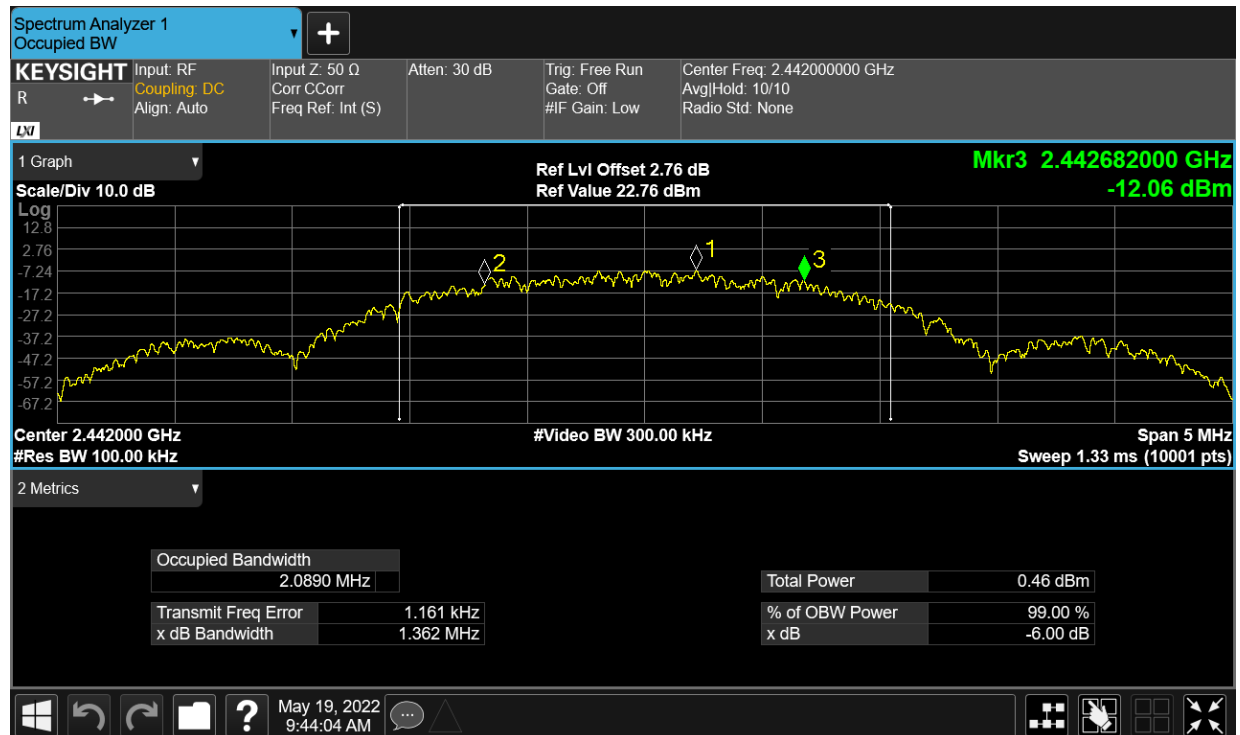 Spectrum Analyzer 1
Occupied BW
KEYSIGHT
R
LXI
Input: RF
Coupling: DC
Align: Auto
Input Z: 50 Ω
Corr CCorr
Freq Ref: Int (S)
Atten: 30 dB
Trig: Free Run
Gate: Off
#IF Gain: Low
Center Freq: 2.442000000 GHz
Avg|Hold: 10/10
Radio Std: None
1 Graph
Scale/Div 10.0 dB
Ref Lvl Offset 2.76 dB
Ref Value 22.76 dBm
Mkr3 2.442682000 GHz
-12.06 dBm
Log
12.8
2.76
-7.24
-17.2
-27.2
-37.2
-47.2
-57.2
-67.2
2
1
3
Center 2.442000 GHz
#Res BW 100.00 kHz
#Video BW 300.00 kHz
Span 5 MHz
Sweep 1.33 ms (10001 pts)
2 Metrics
Occupied Bandwidth
2.0890 MHz
Transmit Freq Error 1.161 kHz
x dB Bandwidth 1.362 MHz
Total Power 0.46 dBm
% of OBW Power 99.00 %
x dB -6.00 dB
?
May 19, 2022
9:44:04 AM